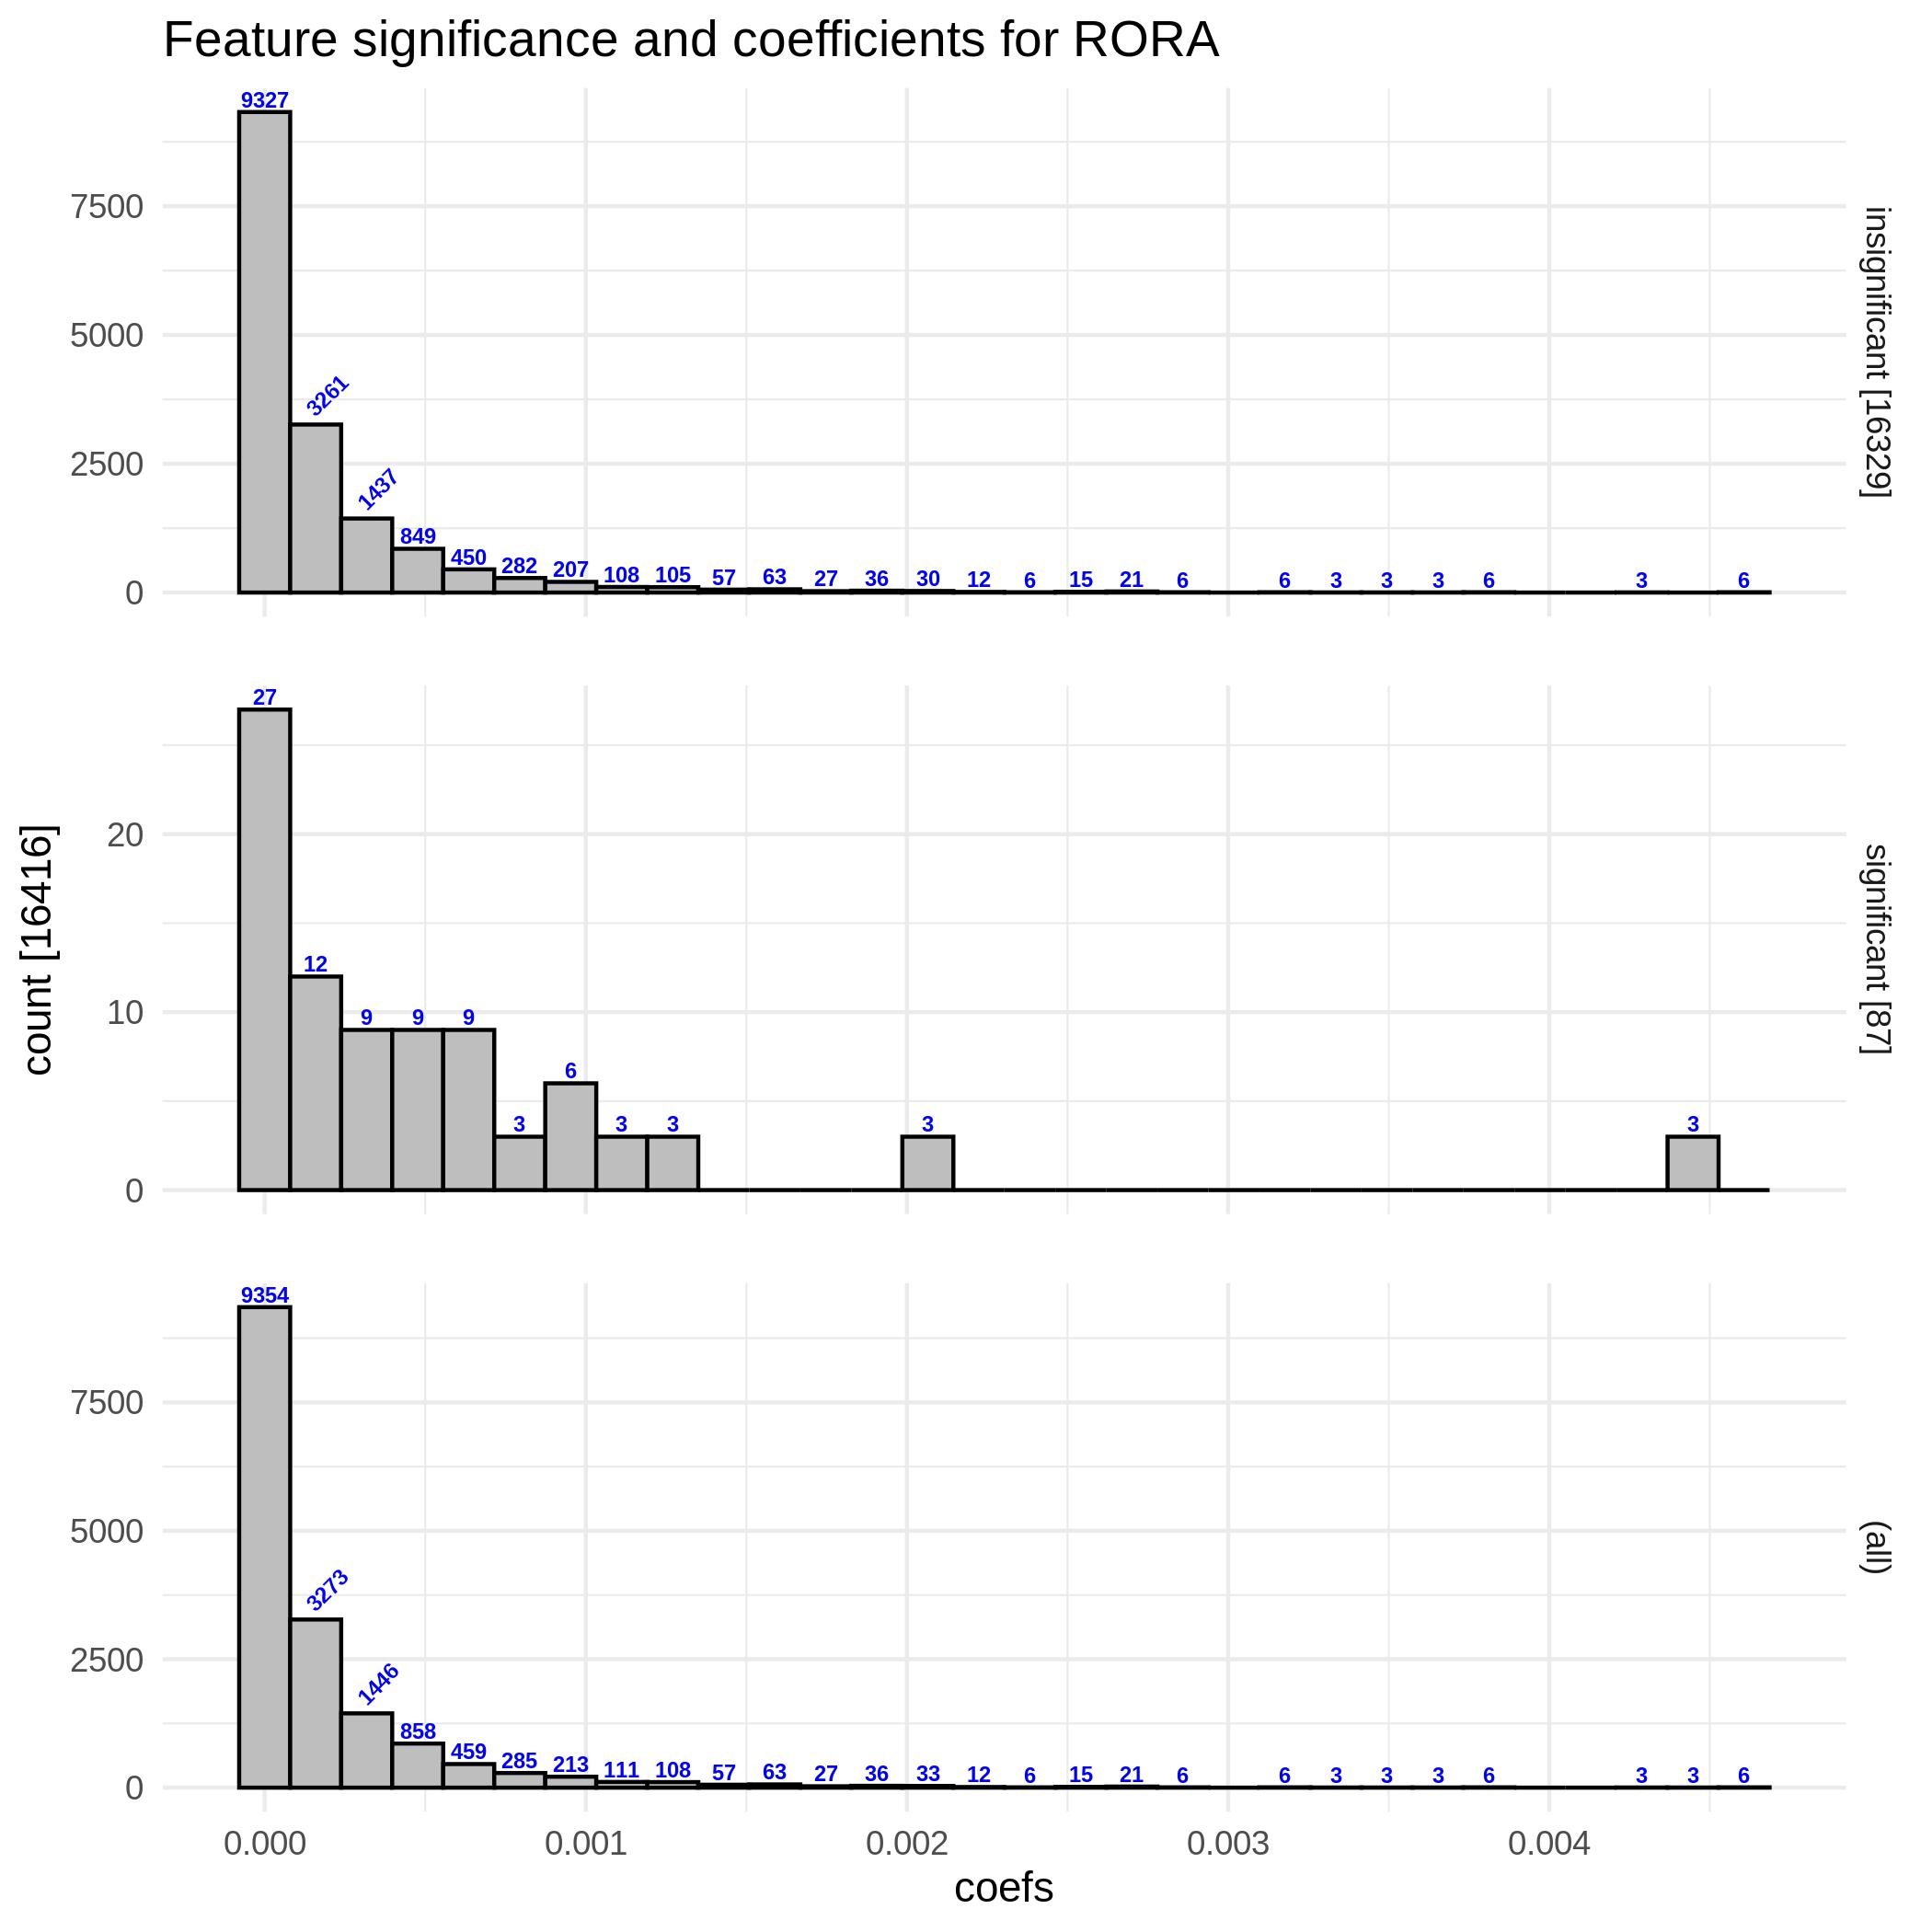 Feature significance and coefficients for RORA
9327
3261
1437
849 450 282 207 108 105 57 63 27 36 30 12 6 15 21 6 6 3 3 3 6 3 6
7500
5000
2500
0
insignificant [16329]
27
12
9 9 9
6
3 3 3 3 3
20
10
0
significant [87]
count [16416]
9354
3273
1446
858 459 285 213 111 108 57 63 27 36 33 12 6 15 21 6 6 3 3 3 6 3 3 6
7500
5000
2500
0
(all)
0.000 0.001 0.002 0.003 0.004
coefs